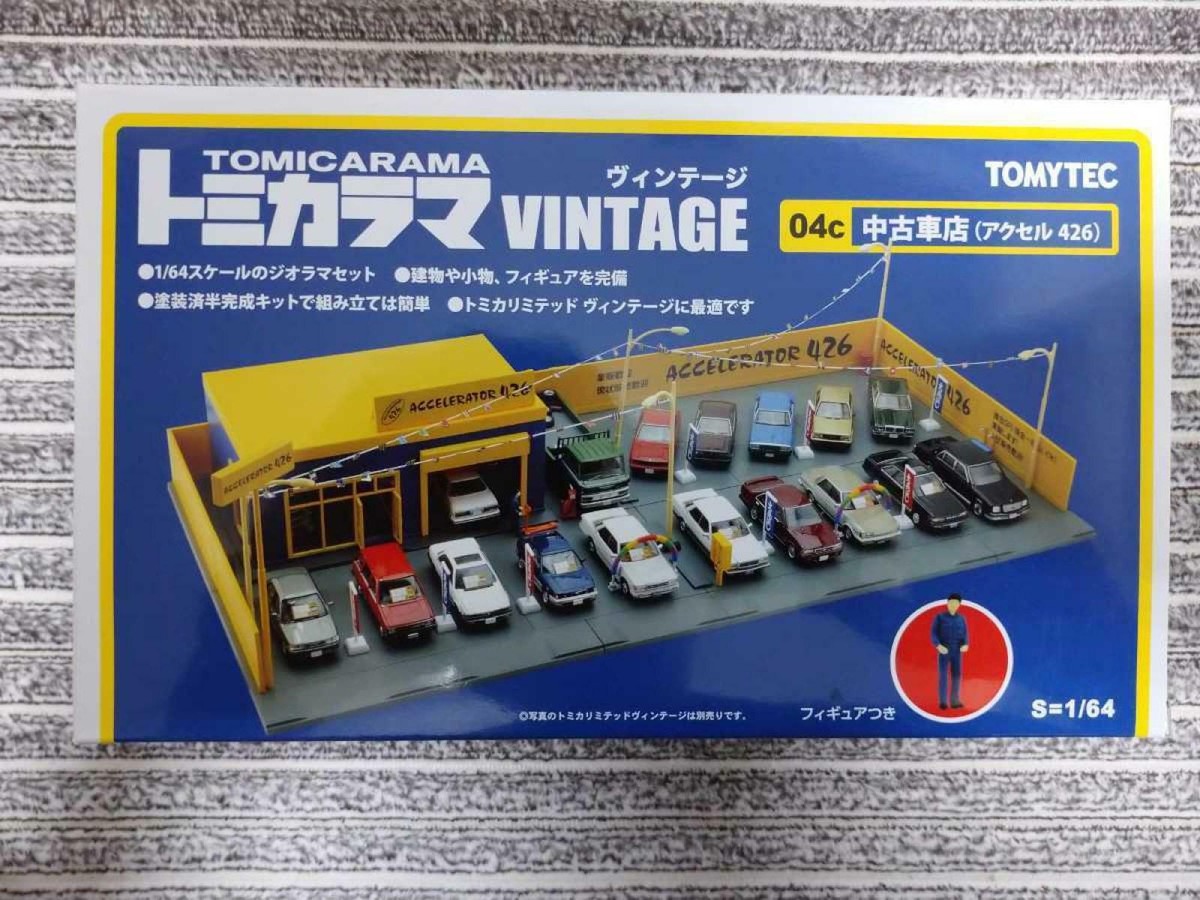 TOMICARAMA
トミカラマ
ヴィンテージ
VINTAGE
TOMYTEC
04c 中古車店(アクセル 426)
●1/64スケールのジオラマセット ●建物や小物、フィギュアを完備
●塗装済半完成キットで組み立ては簡単 ●トミカリミテッド ヴィンテージに最適です
ACCELERATOR 426
ACCELERATOR 426
ACCELERATOR 426
ACCELERATOR 426
◎写真のトミカリミテッドヴィンテージは別売りです。
フィギュアつき
S=1/64